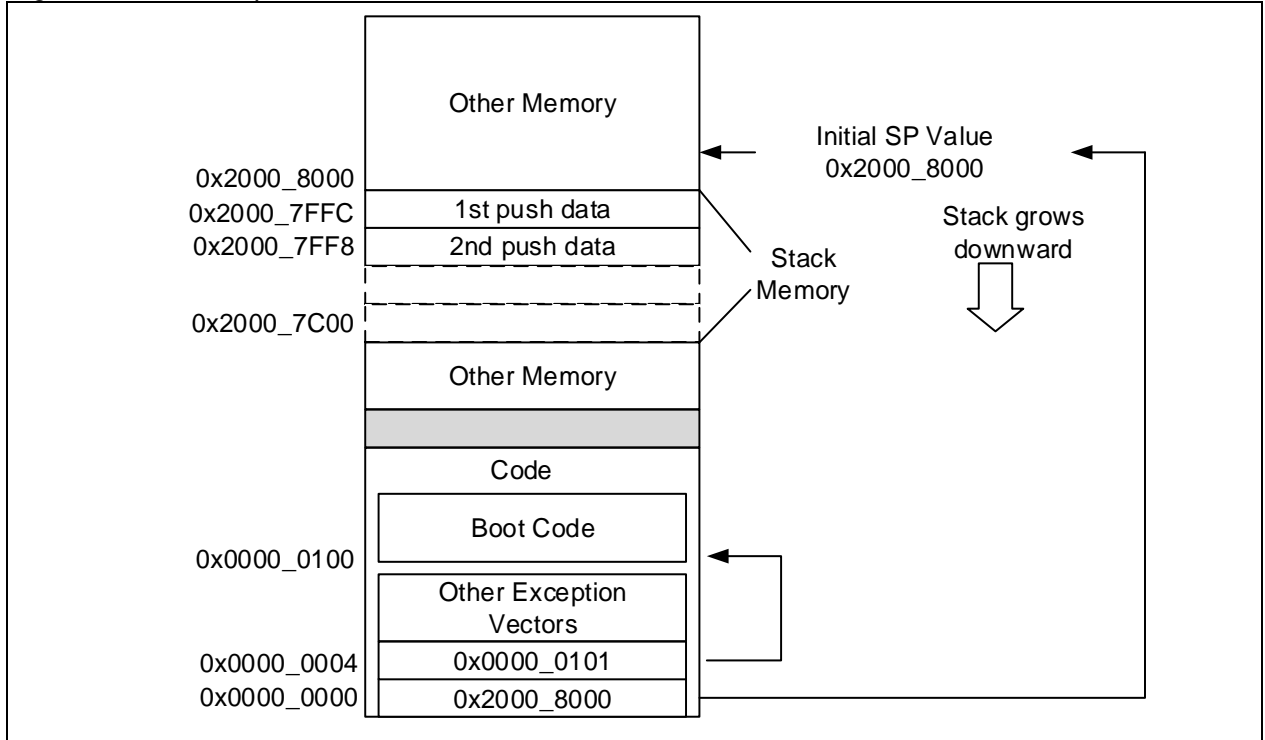 Other Memory
Initial SP Value
0x2000_8000
0x2000_8000
0x2000_7FFC
1st push data
Stack grows
downward
0x2000_7FF8
2nd push data
Stack
Memory
0x2000_7C00
Other Memory
Code
Boot Code
0x0000_0100
Other Exception
Vectors
0x0000_0004
0x0000_0101
0x0000_0000
0x2000_8000